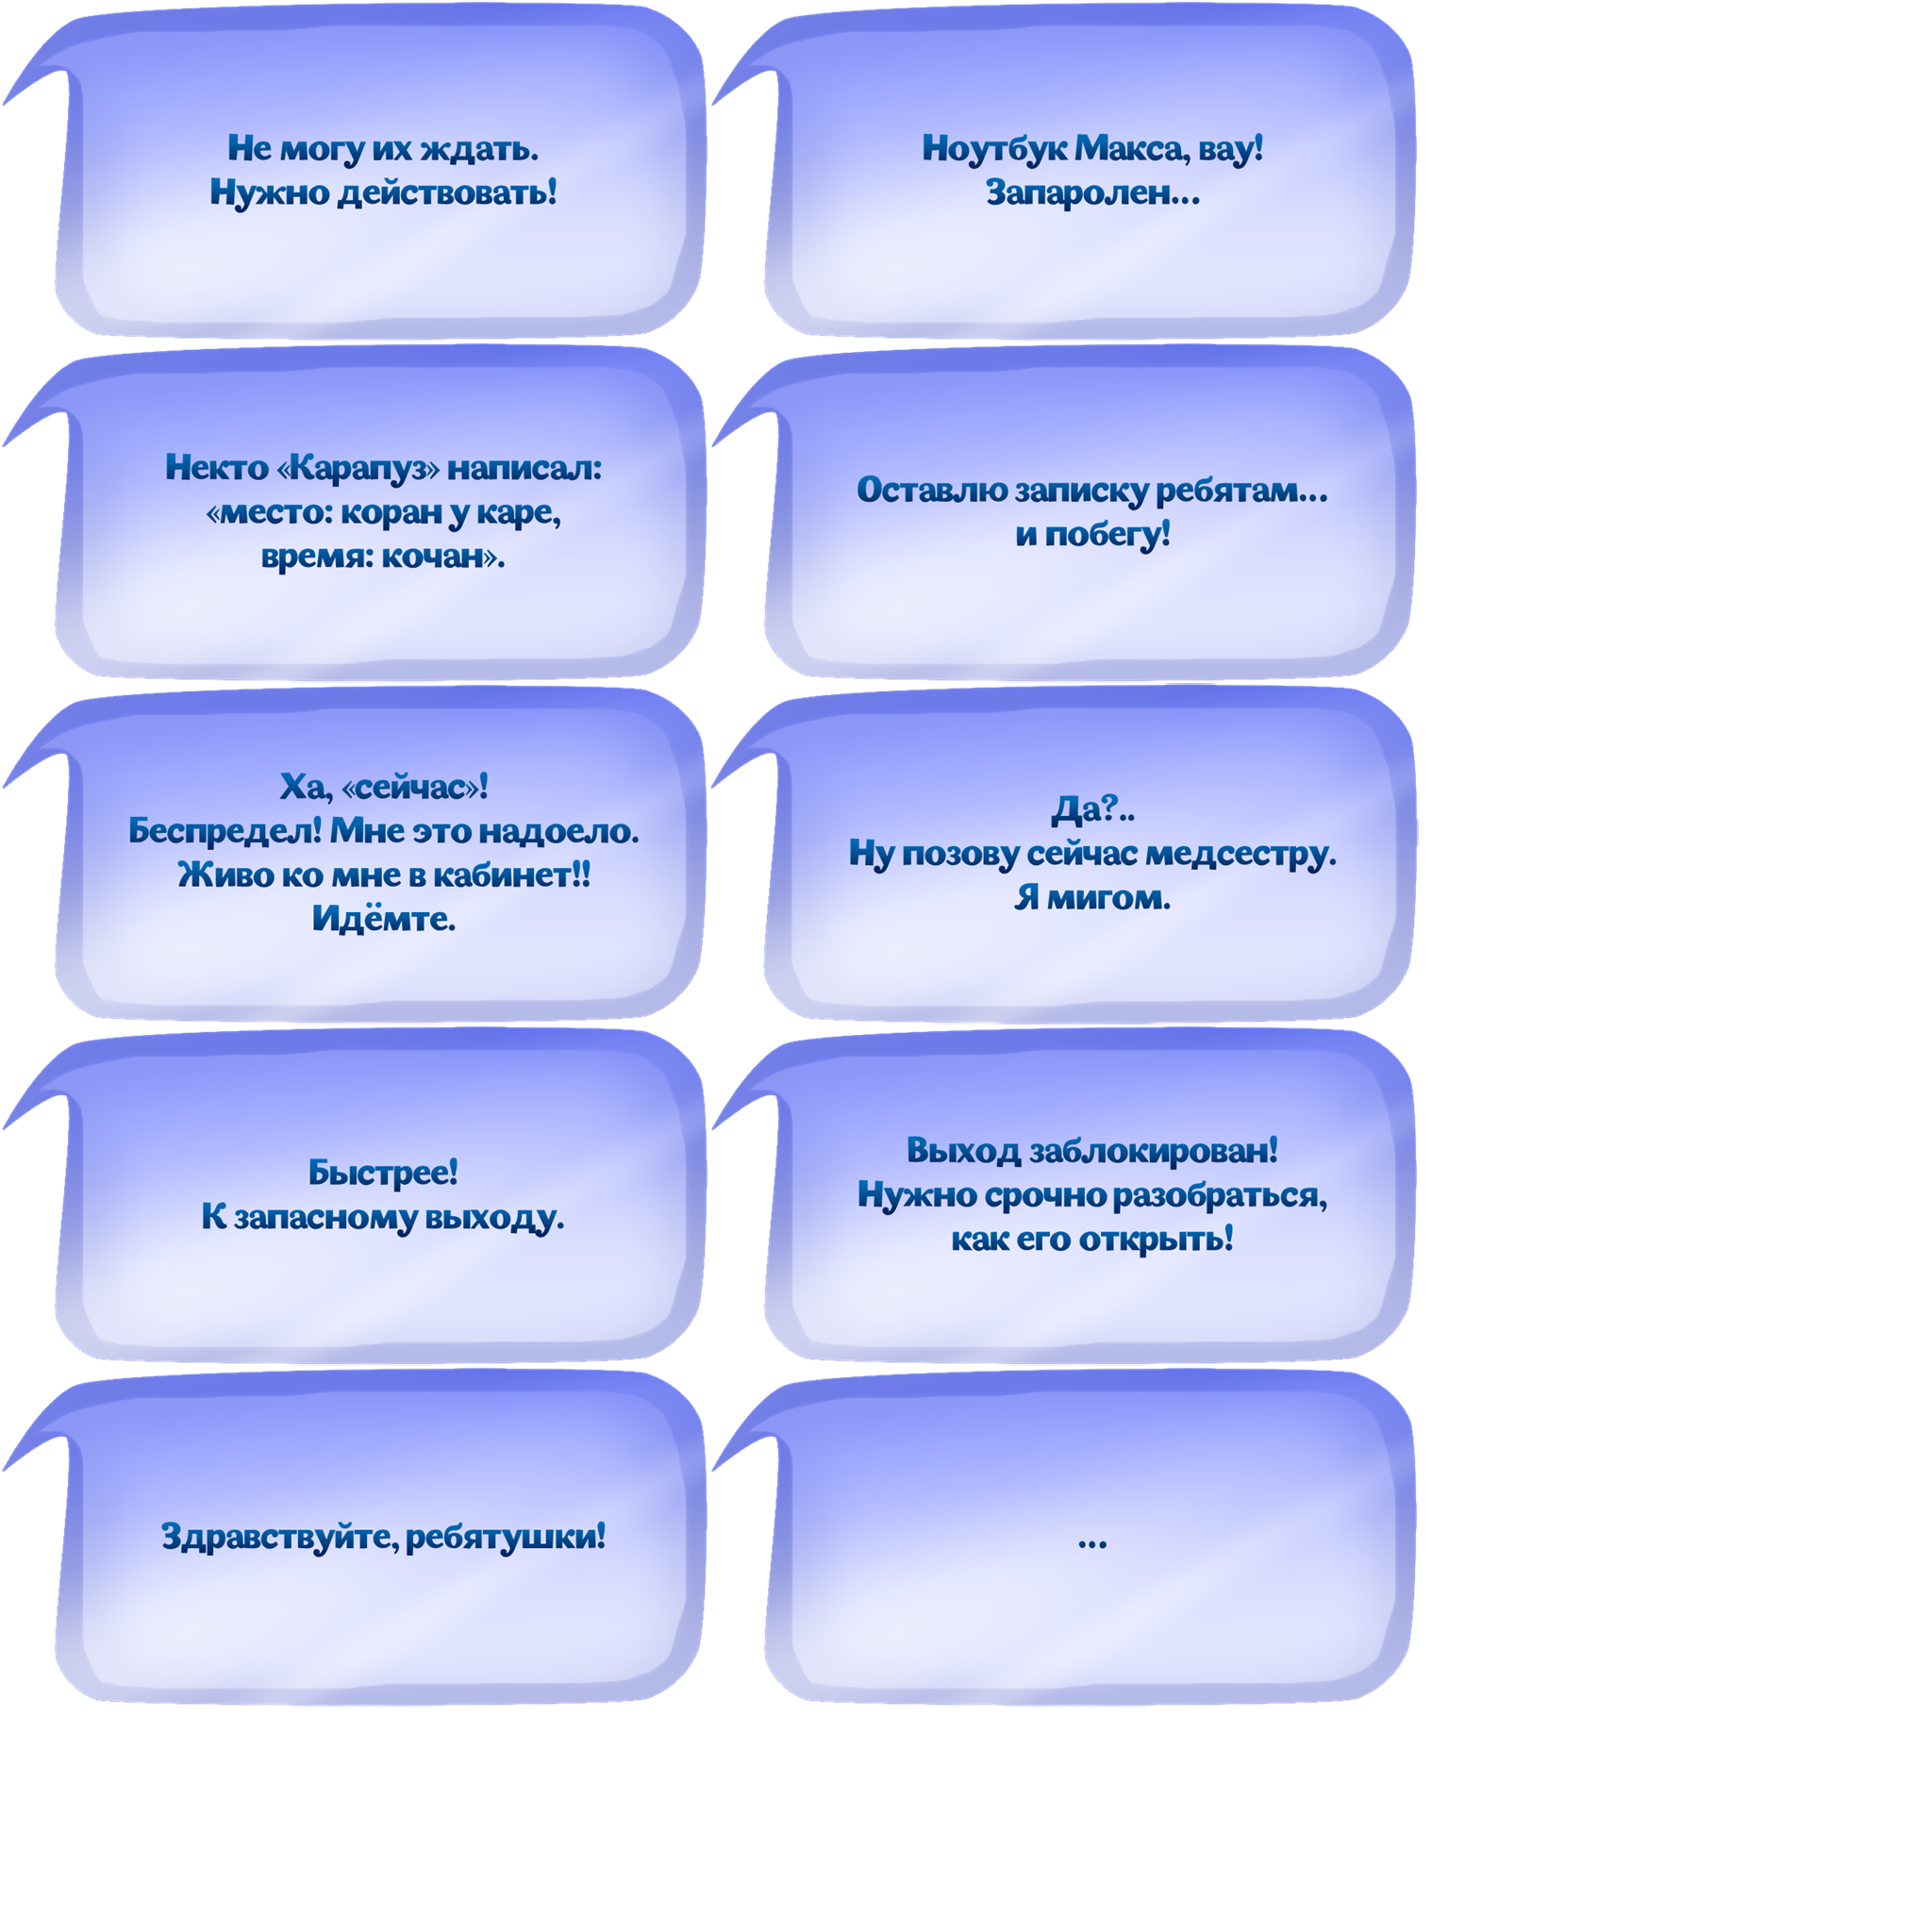 Не могу их ждать.
Нужно действовать!
Ноутбук Макса, вау!
Запаролен...
Некто «Карапуз» написал:
«место: коран у каре,
время: кочан».
Оставлю записку ребятам...
и побегу!
Ха, «сейчас»!
Беспредел! Мне это надоело.
Живо ко мне в кабинет!!
Идёмте.
Да?..
Ну позову сейчас медсестру.
Я мигом.
Быстрее!
К запасному выходу.
Выход заблокирован!
Нужно срочно разобраться,
как его открыть!
Здравствуйте, ребятушки!
...